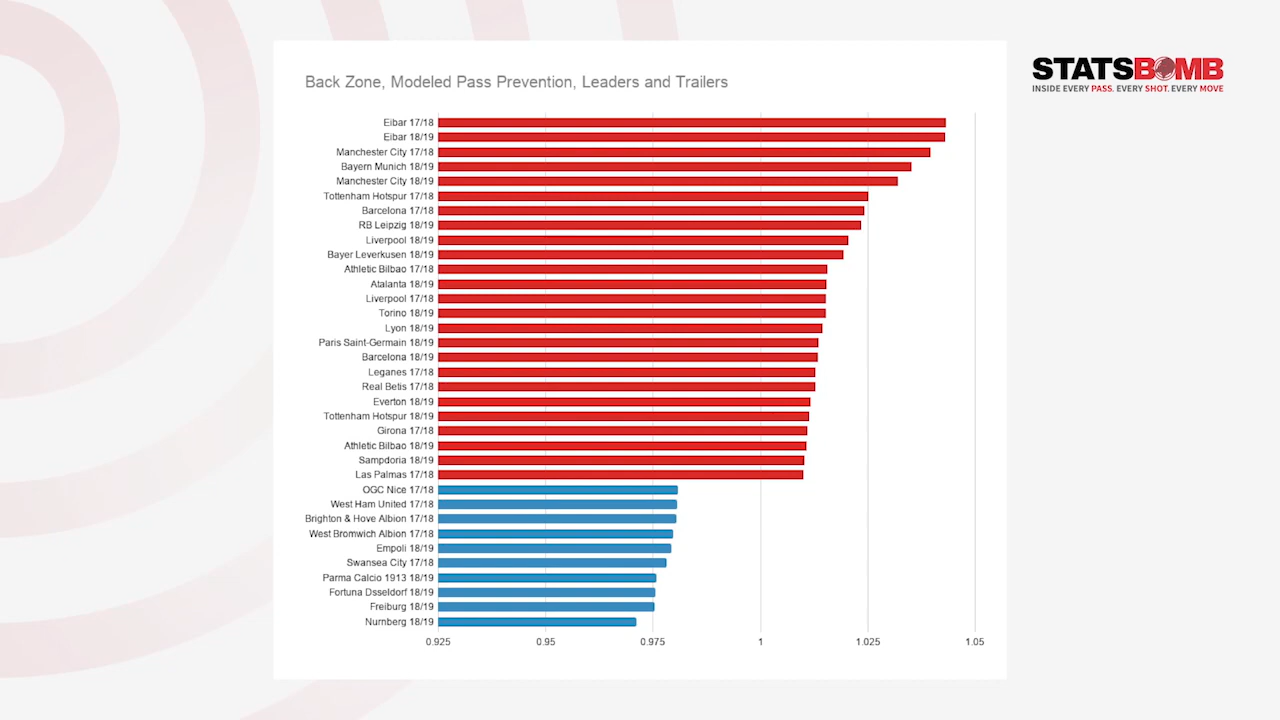 STATSBOMB
INSIDE EVERY PASS. EVERY SHOT. EVERY MOVE
Back Zone, Modeled Pass Prevention, Leaders and Trailers
Eibar 17/18
Eibar 18/19
Manchester City 17/18
Bayern Munich 18/19
Manchester City 18/19
Tottenham Hotspur 17/18
Barcelona 17/18
RB Leipzig 18/19
Liverpool 18/19
Bayer Leverkusen 18/19
Athletic Bilbao 17/18
Atalanta 18/19
Liverpool 17/18
Torino 18/19
Lyon 18/19
Paris Saint-Germain 18/19
Barcelona 18/19
Leganes 17/18
Real Betis 17/18
Everton 18/19
Tottenham Hotspur 18/19
Girona 17/18
Athletic Bilbao 18/19
Sampdoria 18/19
Las Palmas 17/18
OGC Nice 17/18
West Ham United 17/18
Brighton & Hove Albion 17/18
West Bromwich Albion 17/18
Empoli 18/19
Swansea City 17/18
Parma Calcio 1913 18/19
Fortuna Dsseldorf 18/19
Freiburg 18/19
Nurnberg 18/19
0.925 0.95 0.975 1 1.025 1.05